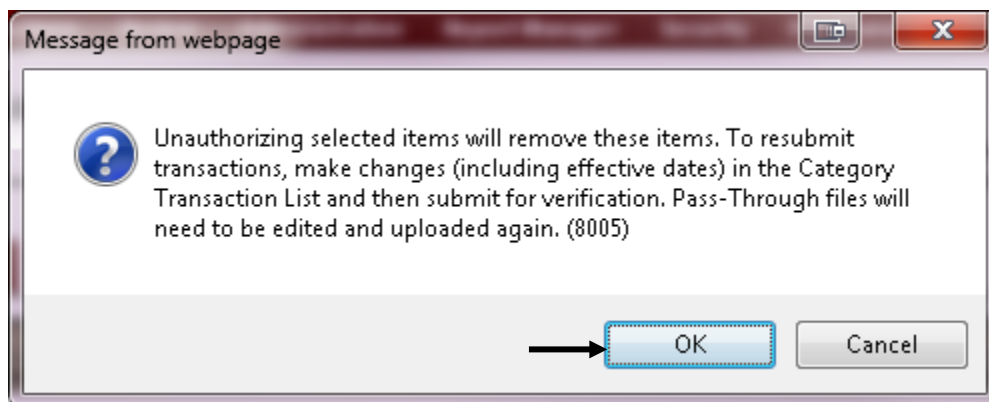 Message from webpage
Unauthorizing selected items will remove these items. To resubmit
transactions, make changes (including effective dates) in the Category
Transaction List and then submit for verification. Pass-Through files will
need to be edited and uploaded again. (8005)
OK
Cancel